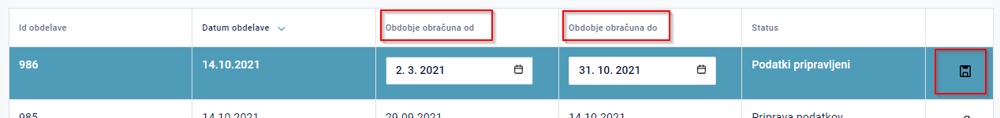 Id obdelave Datum obdelave Obdobje obračuna od Obdobje obračuna do Status
986 14.10.2021 2. 3. 2021 31. 10. 2021 Podatki pripravljeni
985 14.10.2021 29.09.2021 14.10.2021 Priprava podatkov